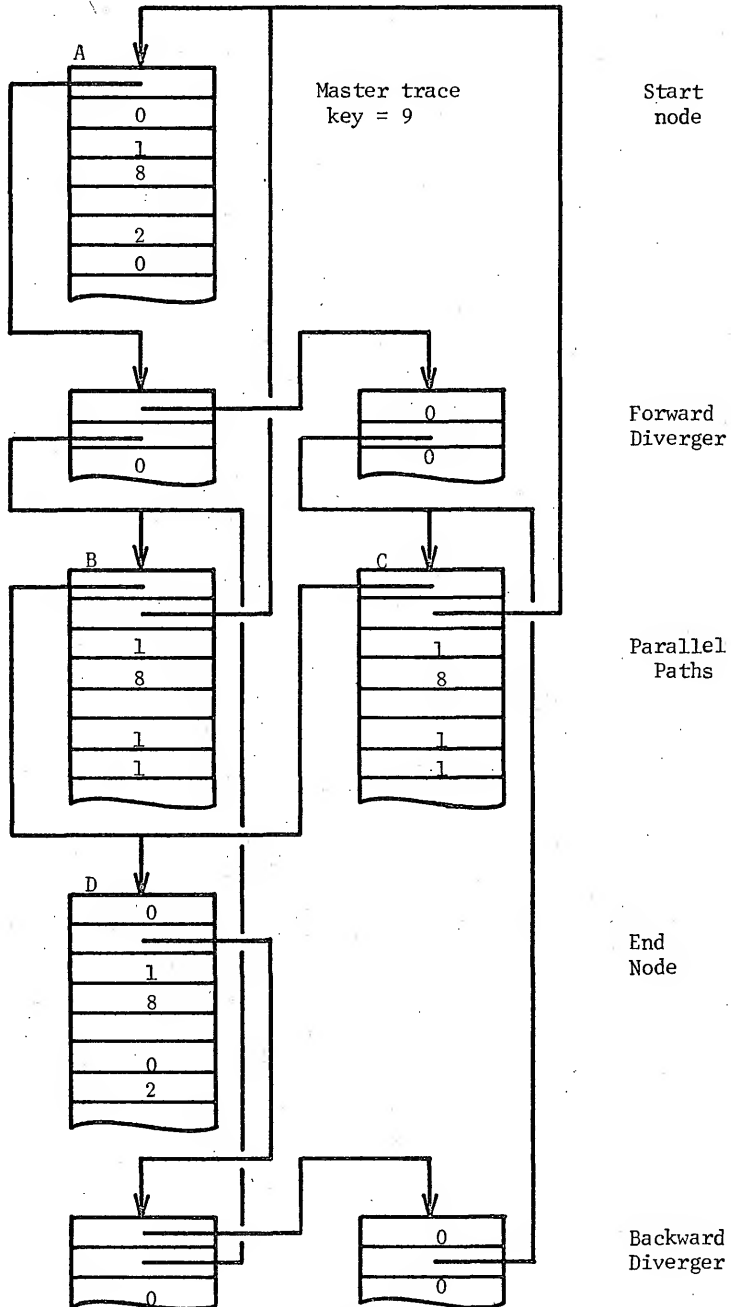 A
Master trace
key = 9
Start
node
0
1
8
2
0
Forward
Diverger
0
0
0
B
C
Parallel
Paths
1
1
8
8
1
1
1
1
D
0
End
Node
1
8
0
2
Backward
Diverger
0
0
0